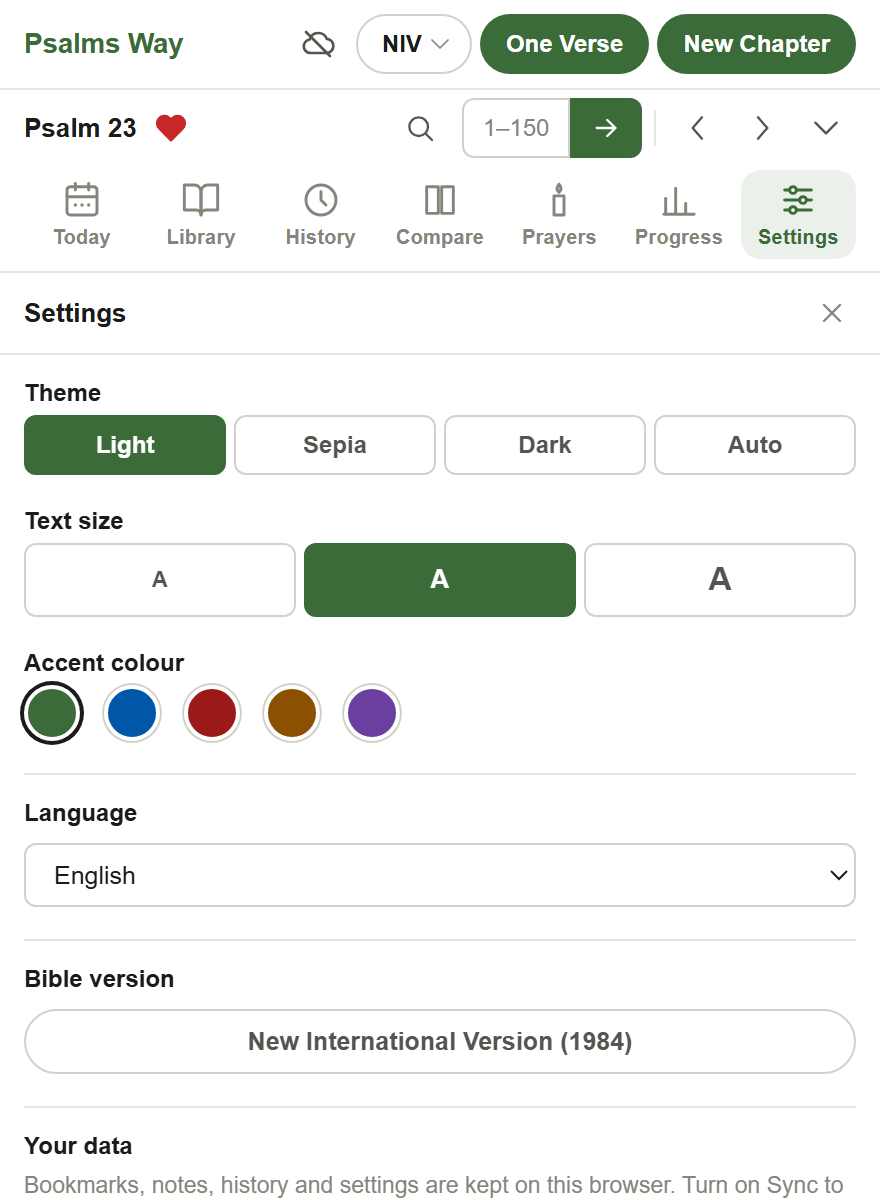 Psalms Way
NIV
One Verse
New Chapter
Psalm 23
1–150
Today
Library
History
Compare
Prayers
Progress
Settings
Settings
Theme
Light
Sepia
Dark
Auto
Text size
A
A
A
Accent colour
Language
English
Bible version
New International Version (1984)
Your data
Bookmarks, notes, history and settings are kept on this browser. Turn on Sync to